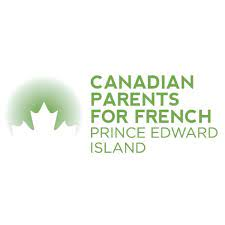 CANADIAN
PARENTS
FOR FRENCH
PRINCE EDWARD
ISLAND